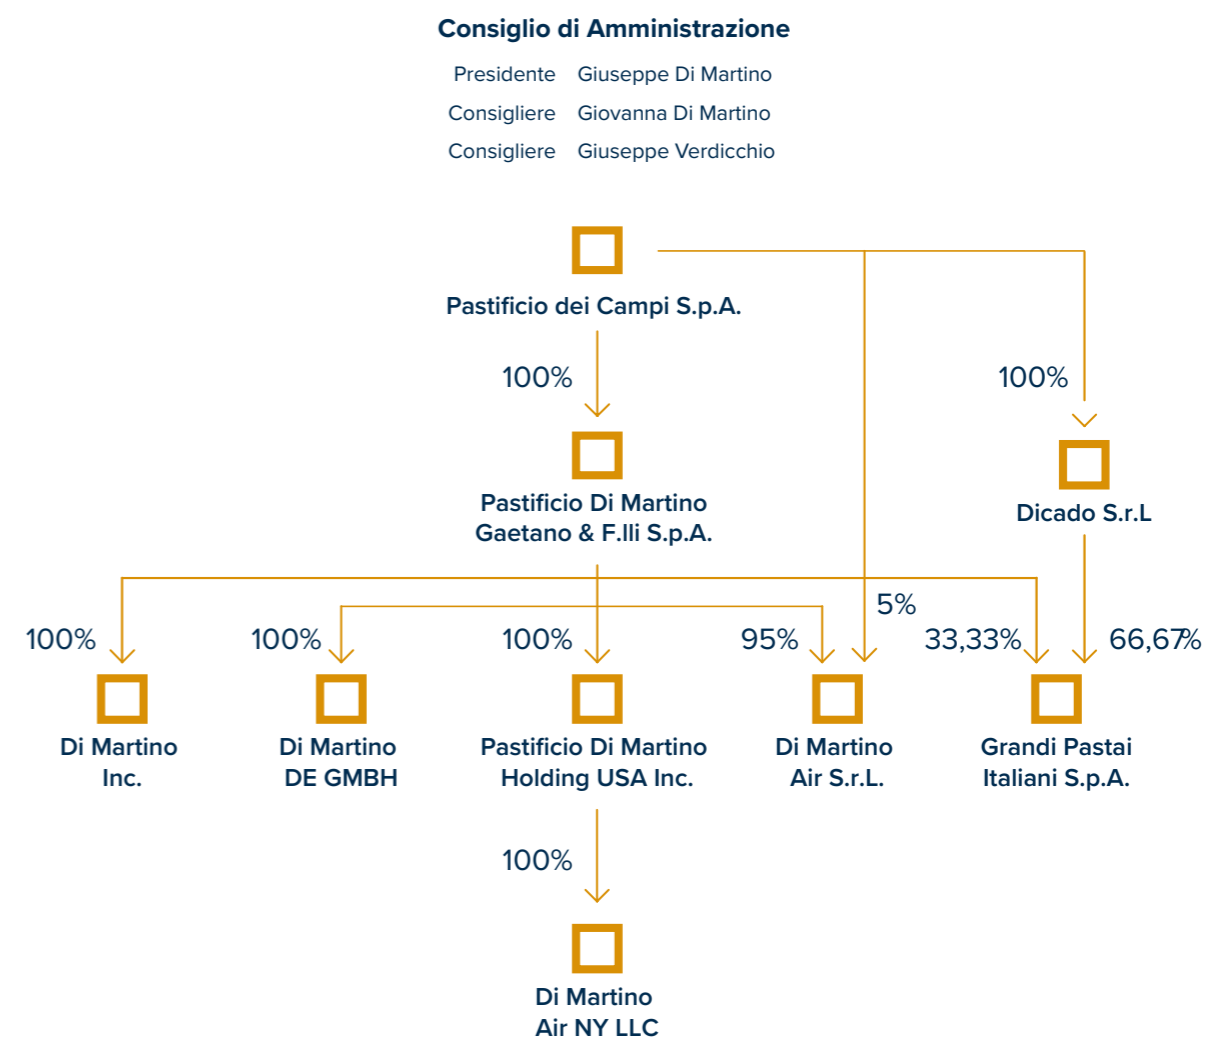 Consiglio di Amministrazione
Presidente Giuseppe Di Martino
Consigliere Giovanna Di Martino
Consigliere Giuseppe Verdicchio
Pastificio dei Campi S.p.A.
100%
100%
Pastificio Di Martino
Gaetano & F.lli S.p.A.
Dicado S.r.L
100%
100%
100%
95%
5%
33,33%
66,67%
Di Martino
Inc.
Di Martino
DE GMBH
Pastificio Di Martino
Holding USA Inc.
Di Martino
Air S.r.L.
Grandi Pastai
Italiani S.p.A.
100%
Di Martino
Air NY LLC